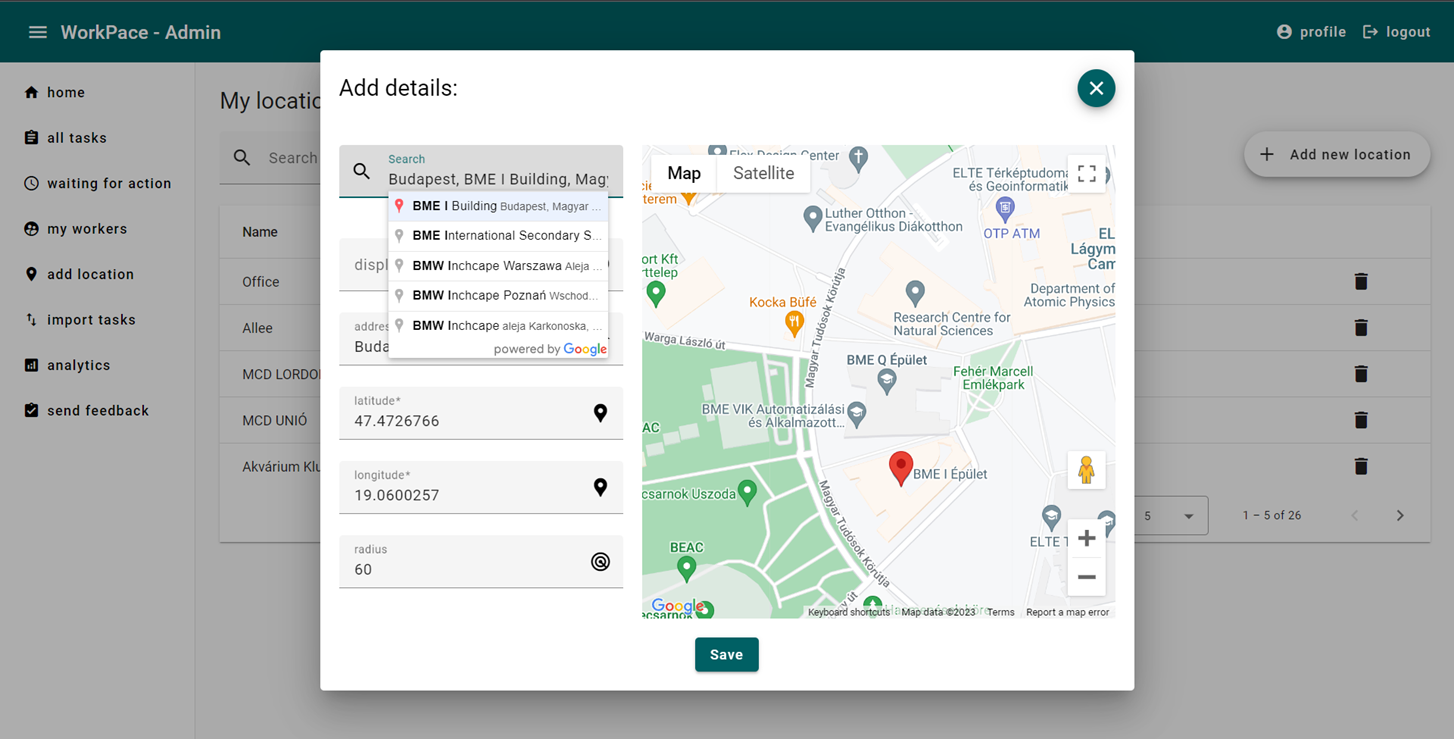 WorkPace - Admin
profile
logout
home
all tasks
waiting for action
my workers
add location
import tasks
analytics
send feedback
My locatio
Search
Add new location
Name
Office
Allee
MCD LORDO
MCD UNIÓ
Akvárium Klu
5
1 – 5 of 26
Add details:
Search
Budapest, BME I Building, Magy
BME I Building Budapest, Magyar ...
BME International Secondary S...
BMW Inchcape Warszawa Aleja ...
BMW Inchcape Poznań Wschod...
BMW Inchcape aleja Karkonoska, ...
powered by Google
displ
addres
Buda
latitude*
47.4726766
longitude*
19.0600257
radius
60
Map
Satellite
Flex Design Center
ELTE Térképtudomá
és Geoinformatik
terem
Luther Otthon -
Evangélikus Diákotthon
OTP ATM
EL
Lágym
Cam
ort Kft
rttelep
Department of
Atomic Physics
Kocka Büfé
Research Centre for
Natural Sciences
Magyar Tudósok Körútja
Warga László út
BME Q Épület
Fehér Marcell
Emlékpark
BME VIK Automatizálási
és Alkalmazott...
AC
BME I Épület
csarnok Uszoda
Magyar Tudósok Körútja
BEAC
ELTE T
Google
csarnok
Keyboard shortcuts
Map data ©2023
Terms
Report a map error
Save